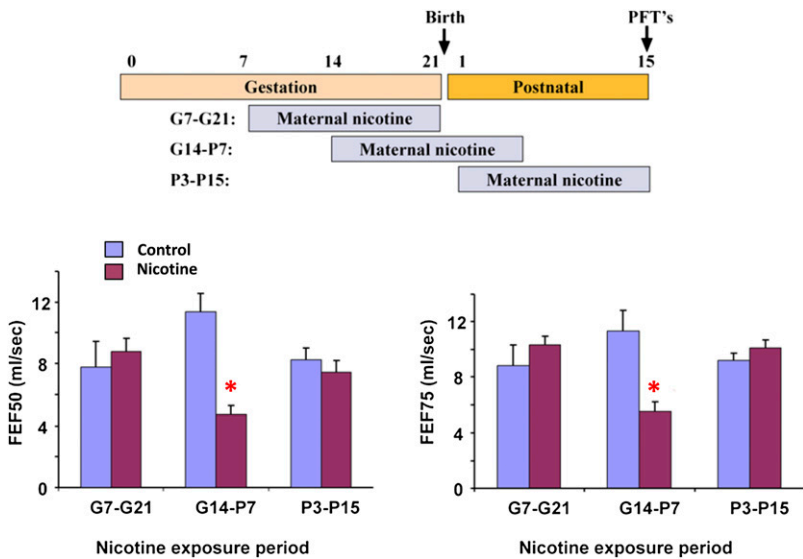 Birth
PFT's
0 7 14 21 1 15
Gestation Postnatal
G7-G21: Maternal nicotine
G14-P7: Maternal nicotine
P3-P15: Maternal nicotine
Control
Nicotine
FEF50 (ml/sec)
12
8
4
0
*
G7-G21 G14-P7 P3-P15
Nicotine exposure period
FEF75 (ml/sec)
12
8
4
0
*
G7-G21 G14-P7 P3-P15
Nicotine exposure period